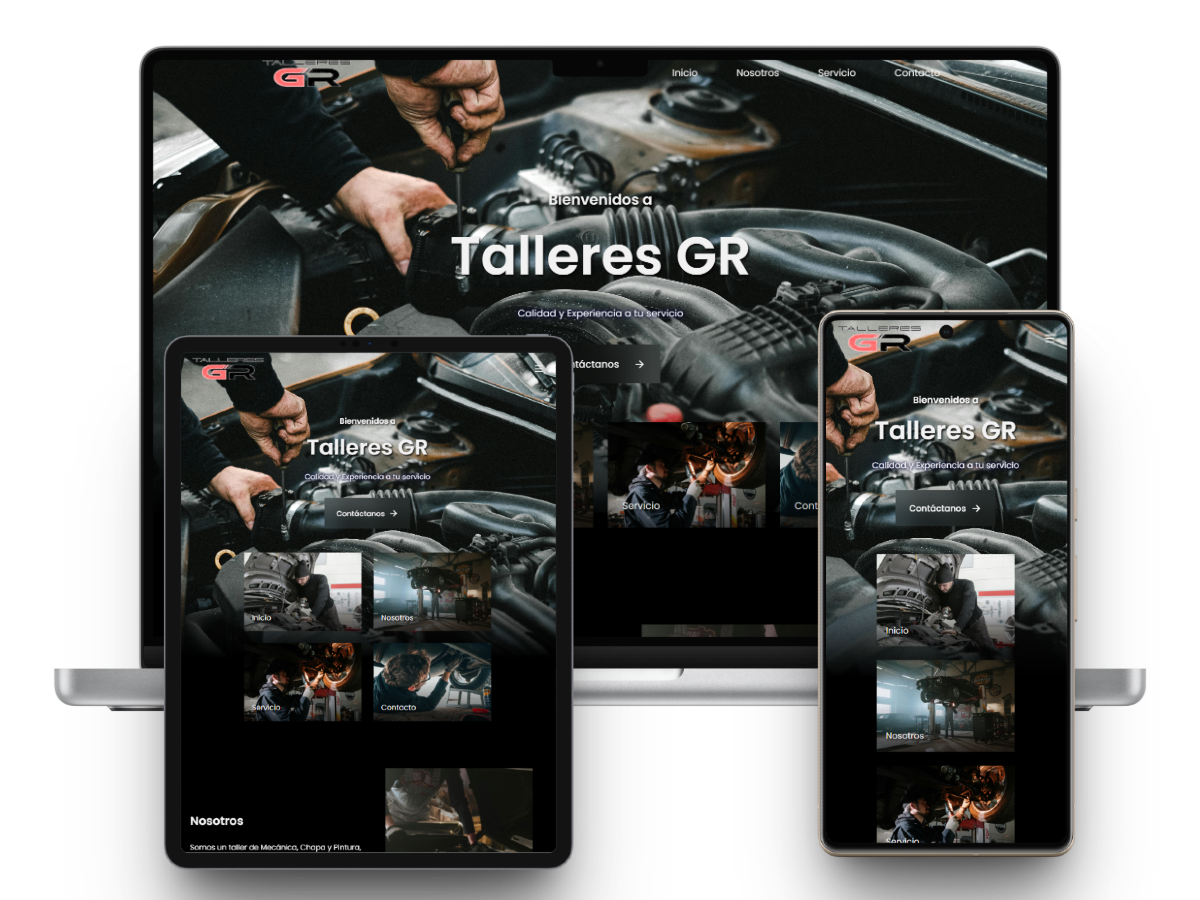 TALLERES
GR
Inicio
Nosotros
Servicio
Contacto
Bienvenidos a
Talleres GR
Calidad y Experiencia a tu servicio
táctanos →
Servicio
Cont
TALLERES
GR
Bienvenidos a
Talleres GR
Calidad y Experiencia a tu servicio
Contáctanos →
Inicio
Nosotros
Servicio
Contacto
Nosotros
Somos un taller de Mecánica, Chapa y Pintura,
TALLERES
GR
Bienvenidos a
Talleres GR
Calidad y Experiencia a tu servicio
Contáctanos →
Inicio
Nosotros
Servicio